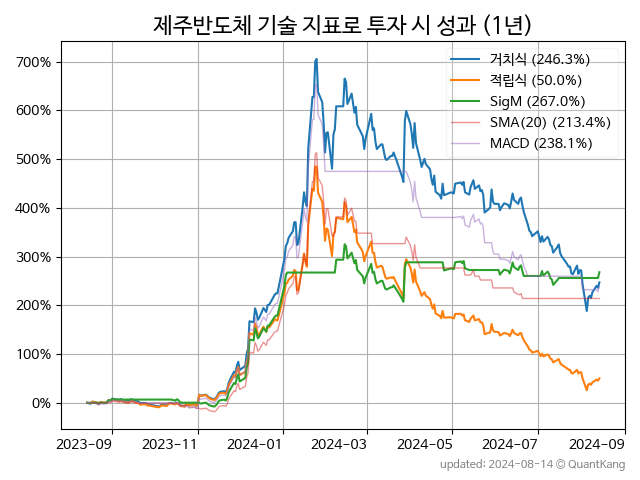 제주반도체 기술 지표로 투자 시 성과 (1년)
거치식 (246.3%)
적립식 (50.0%)
SigM (267.0%)
SMA(20) (213.4%)
MACD (238.1%)
700%
600%
500%
400%
300%
200%
100%
0%
2023-09 2023-11 2024-01 2024-03 2024-05 2024-07 2024-09
updated: 2024-08-14 © QuantKang